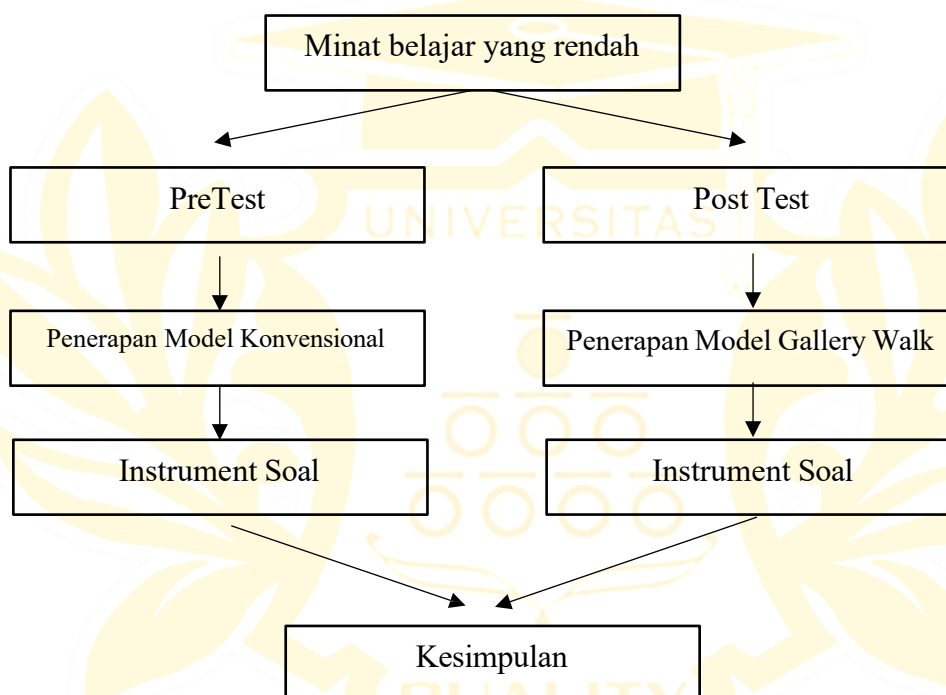 Minat belajar yang rendah
PreTest
Post Test
UNIVERSITAS
Penerapan Model Konvensional
Penerapan Model Gallery Walk
Instrument Soal
Instrument Soal
Kesimpulan
QUALITY